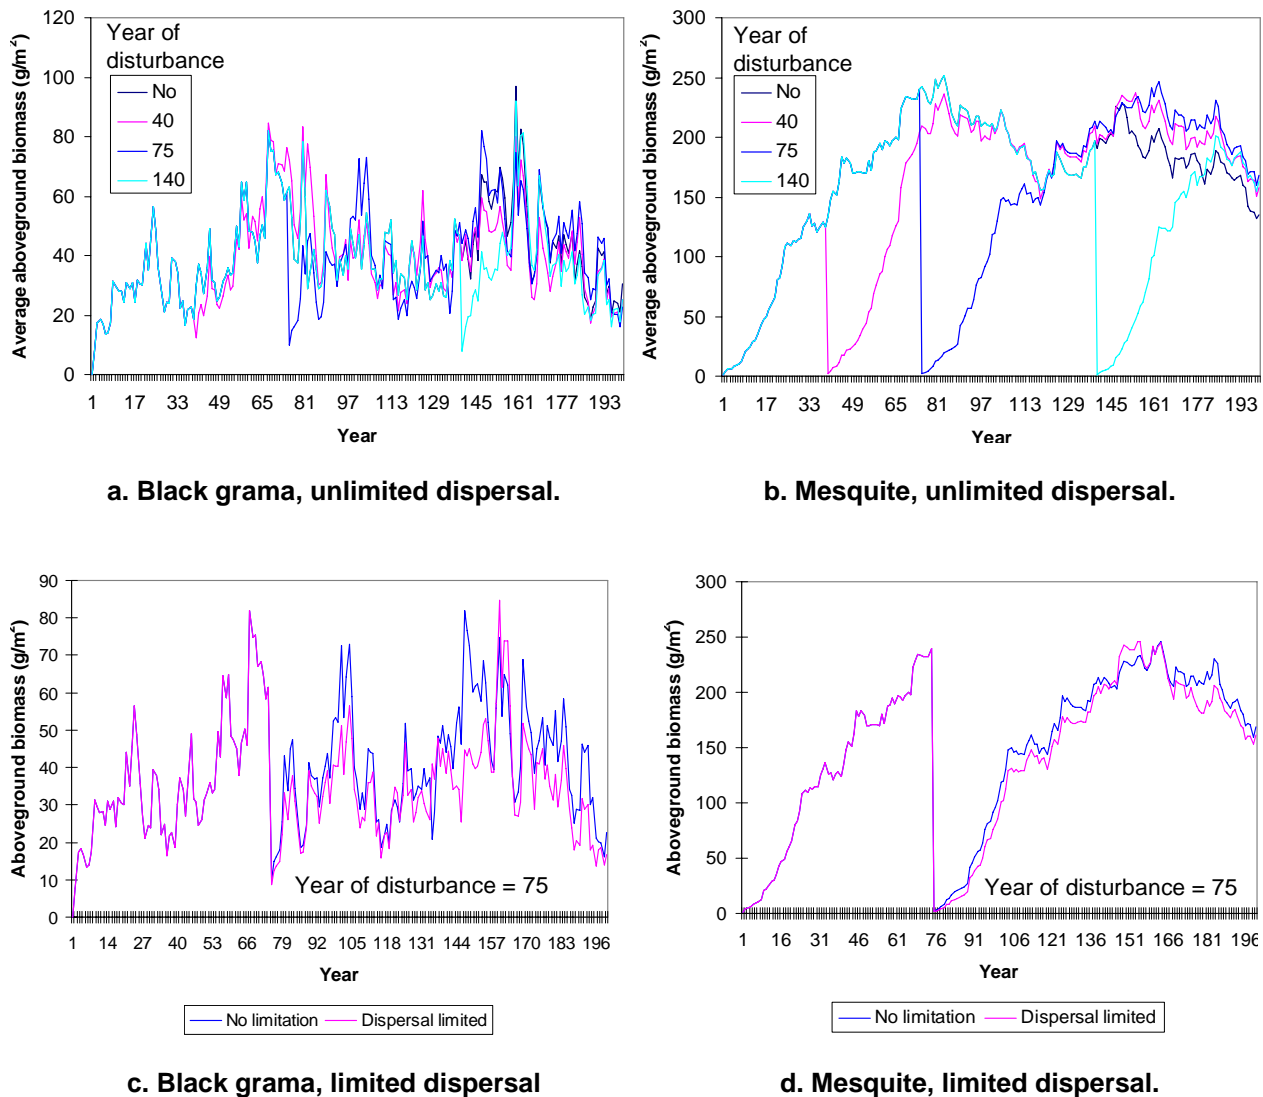 Average aboveground biomass (g/m²)
120
100
80
60
40
20
0
Year of
disturbance
No
40
75
140
1 17 33 49 65 81 97 113 129 145 161 177 193
Year
a. Black grama, unlimited dispersal.
Average aboveground biomass (g/m²)
300
250
200
150
100
50
0
Year of
disturbance
No
40
75
140
1 17 33 49 65 81 97 113 129 145 161 177 193
Year
b. Mesquite, unlimited dispersal.
Aboveground biomass (g/m²)
90
80
70
60
50
40
30
20
10
0
Year of disturbance = 75
1 14 27 40 53 66 79 92 105 118 131 144 157 170 183 196
Year
No limitation Dispersal limited
c. Black grama, limited dispersal
Aboveground biomass (g/m²)
300
250
200
150
100
50
0
Year of disturbance = 75
1 16 31 46 61 76 91 106 121 136 151 166 181 196
Year
No limitation Dispersal limited
d. Mesquite, limited dispersal.